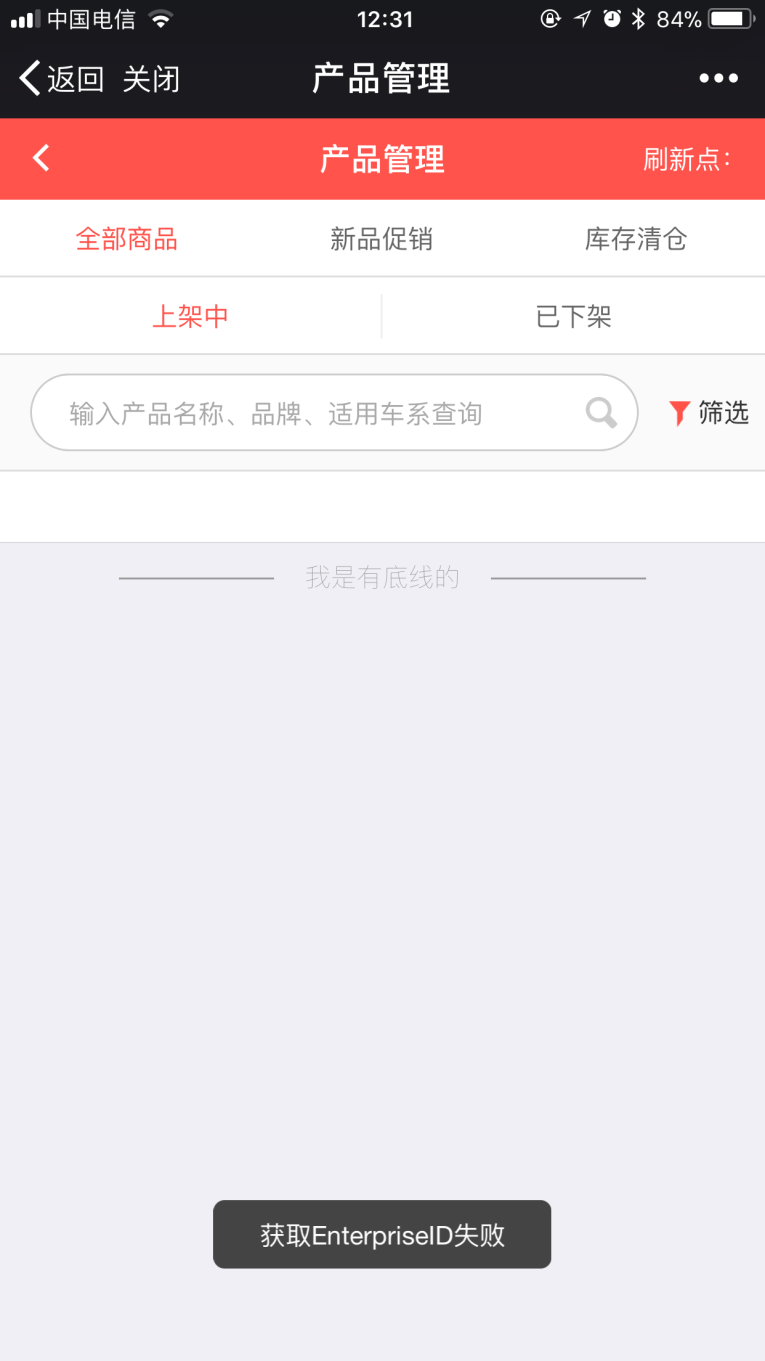 中国电信 12:31 84%
返回 关闭 产品管理
产品管理 刷新点：
全部商品 新品促销 库存清仓
上架中 已下架
输入产品名称、品牌、适用车系查询 筛选
我是有底线的
获取EnterpriseID失败